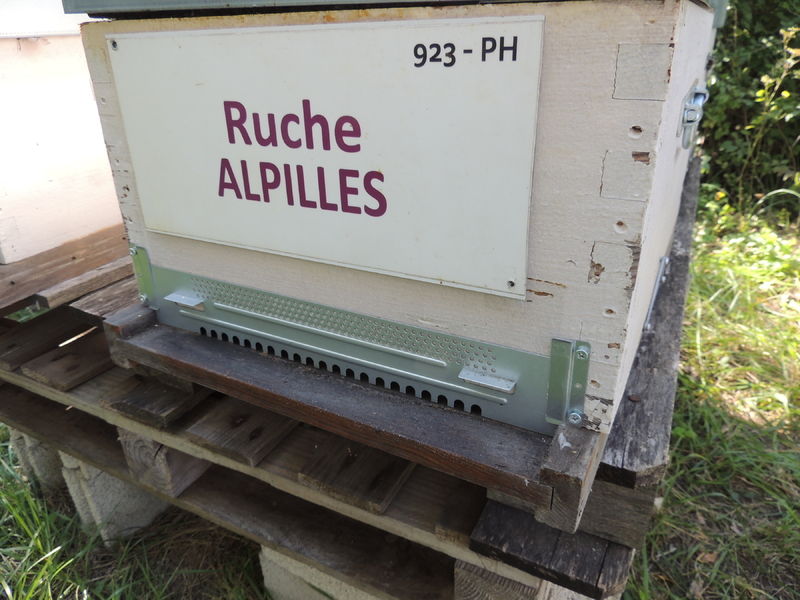 923 - PH
Ruche
ALPILLES